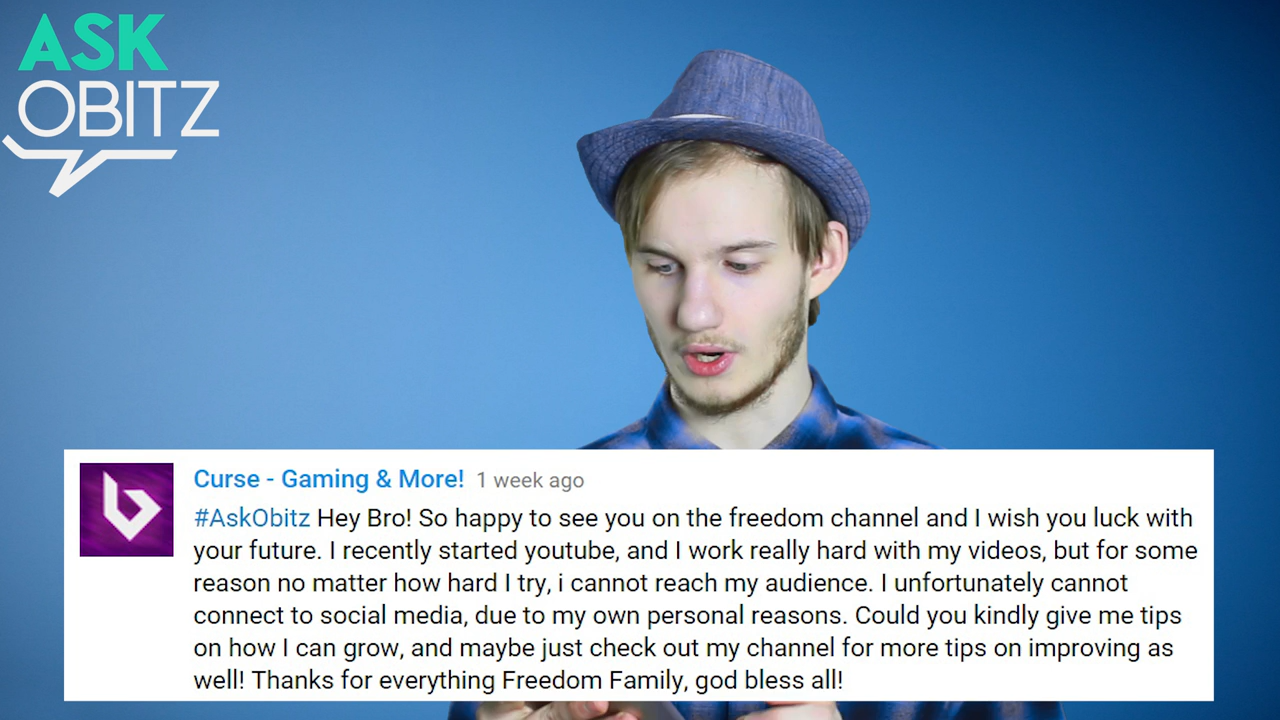 ASK
OBITZ
Curse - Gaming & More! 1 week ago
#AskObitz Hey Bro! So happy to see you on the freedom channel and I wish you luck with
your future. I recently started youtube, and I work really hard with my videos, but for some
reason no matter how hard I try, i cannot reach my audience. I unfortunately cannot
connect to social media, due to my own personal reasons. Could you kindly give me tips
on how I can grow, and maybe just check out my channel for more tips on improving as
well! Thanks for everything Freedom Family, god bless all!